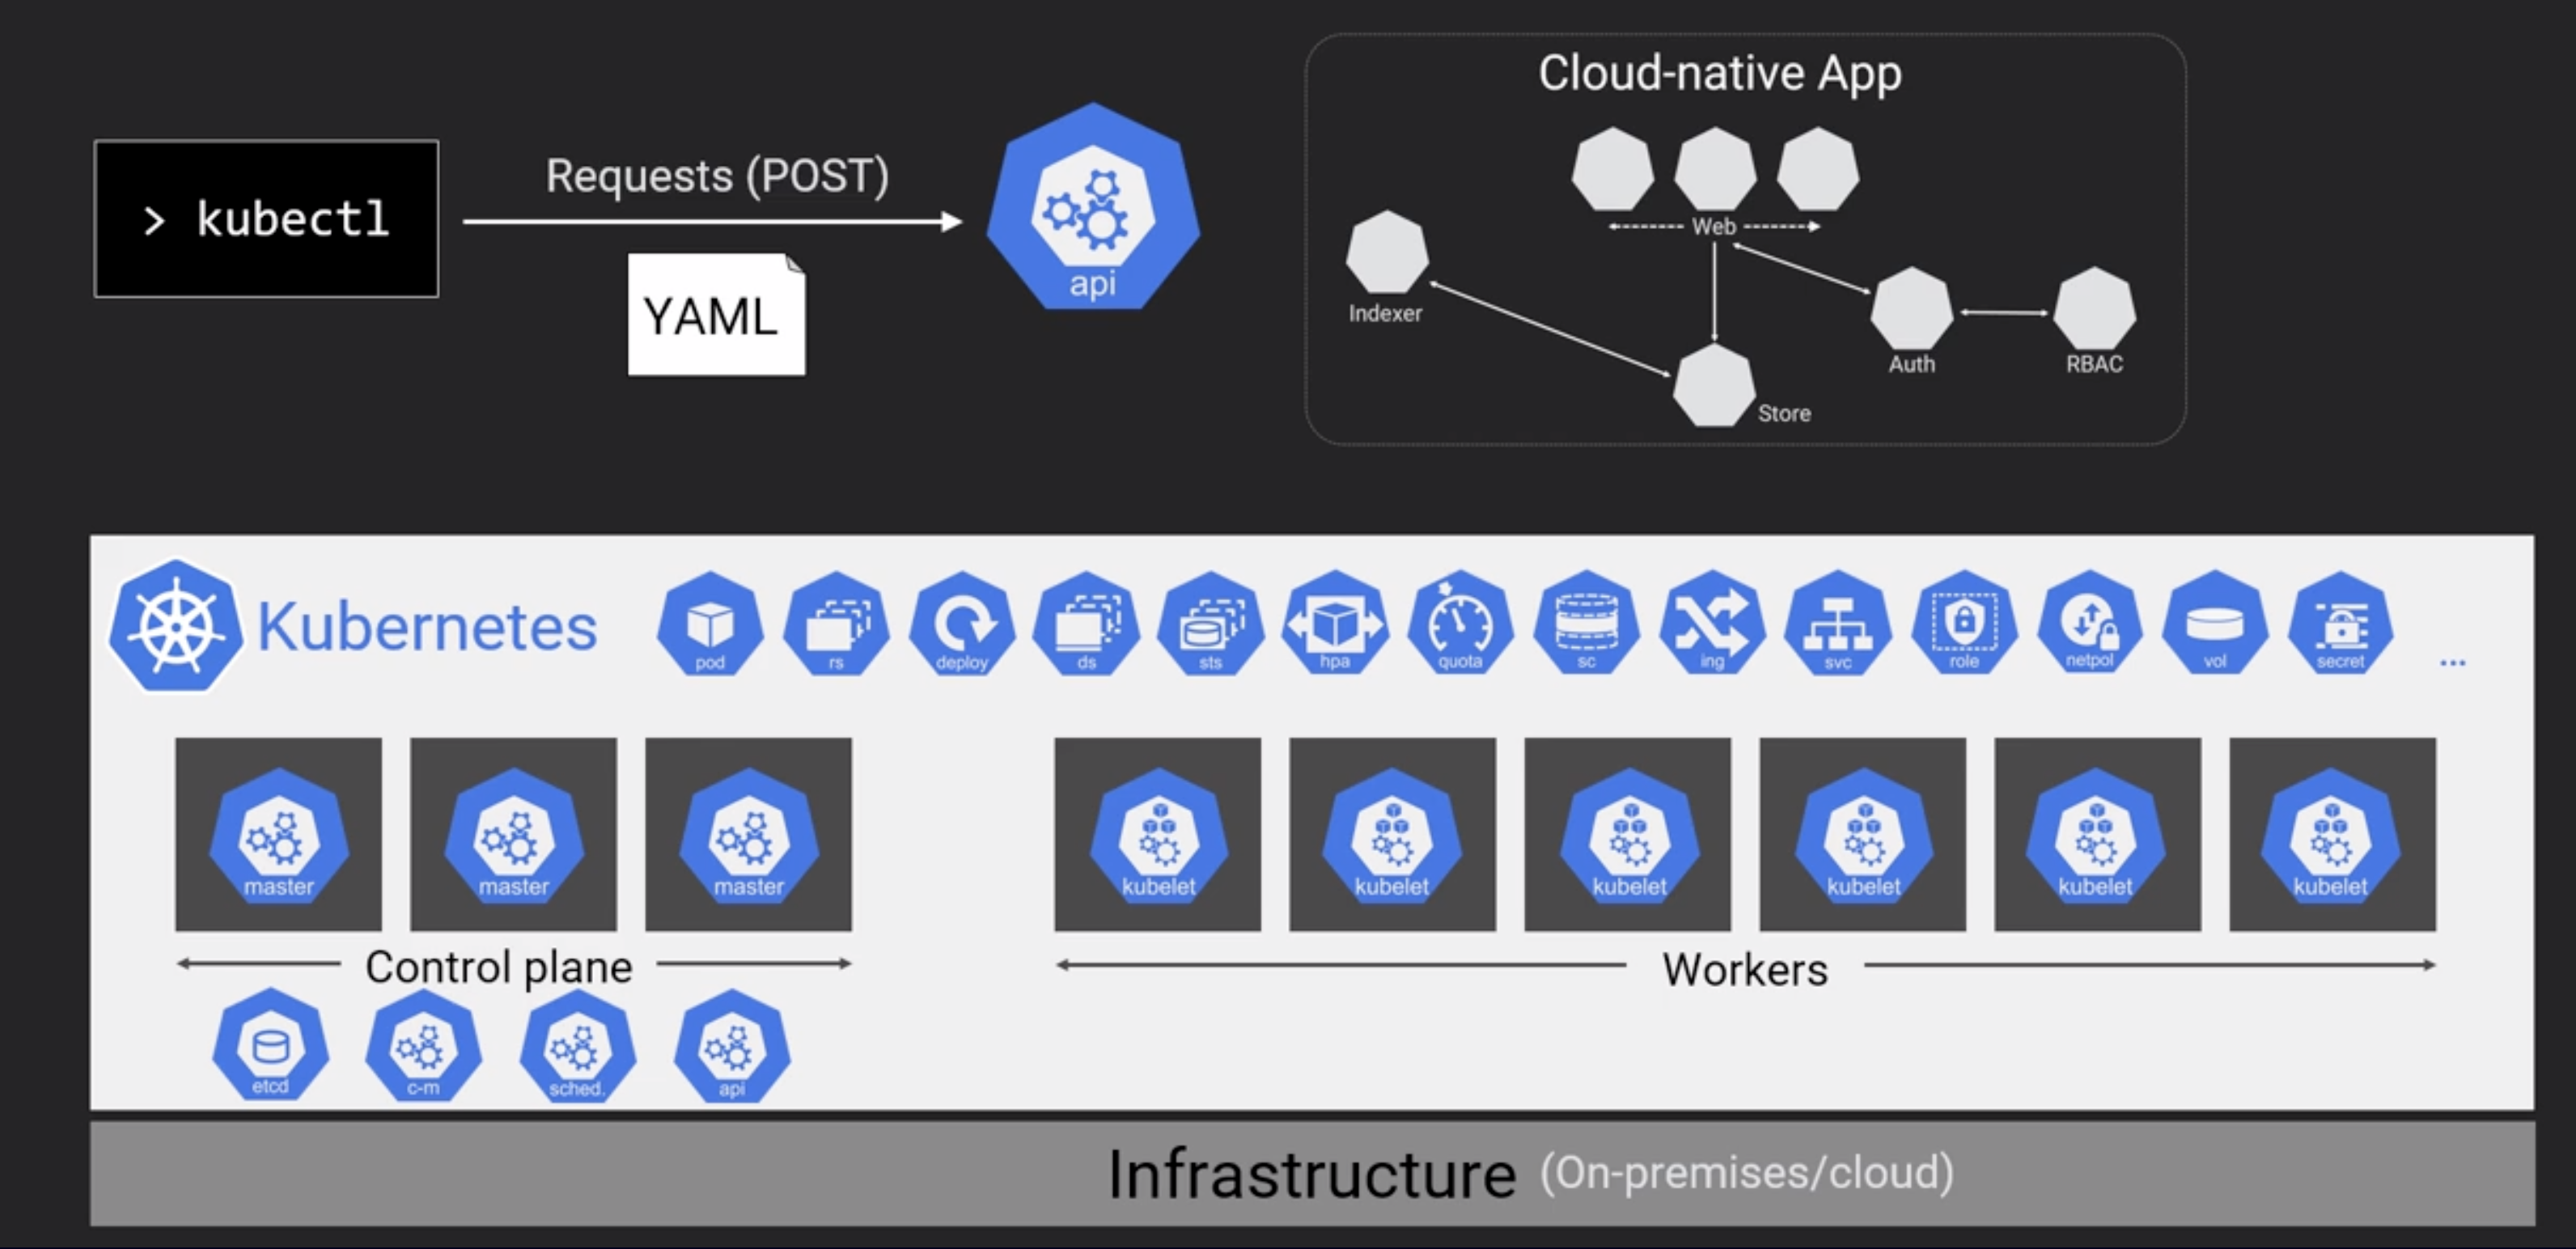 Cloud-native App
> kubectl
Requests (POST)
YAML
api
Web
Indexer
Auth
RBAC
Store
Kubernetes
pod
rs
deploy
ds
sts
hpa
quota
sc
ing
svc
role
netpol
vol
secret
...
master
master
master
kubelet
kubelet
kubelet
kubelet
kubelet
kubelet
Control plane
Workers
etcd
c-m
sched.
api
Infrastructure (On-premises/cloud)